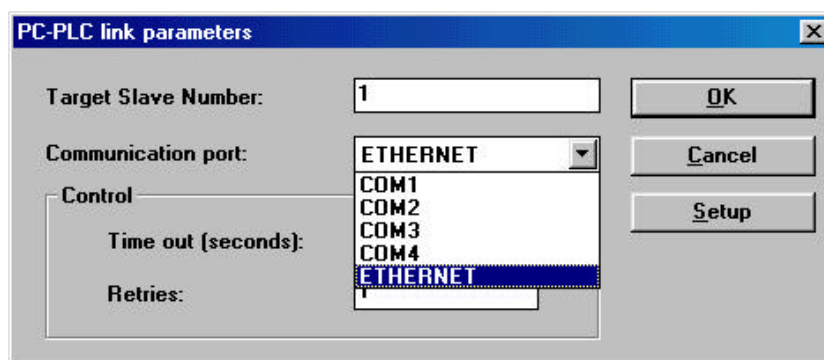 PC-PLC link parameters
Target Slave Number: 1 OK
Communication port: ETHERNET Cancel
COM1
Control
COM2 Setup
COM3
Time out (seconds):
COM4
ETHERNET
Retries: